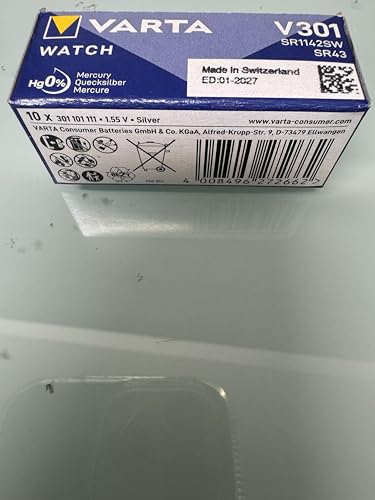 VARTA
V301
SR1142SW
SR43
WATCH
Hg0%
Mercury
Quecksilber
Mercure
Made in Switzerland
ED:01-2027
10 x 301 101 111 • 1.55 V • Silver
www.varta-consumer.com
VARTA Consumer Batteries GmbH & Co. KGaA, Alfred-Krupp-Str. 9, D-73479 Ellwangen
4 008496 272662 >